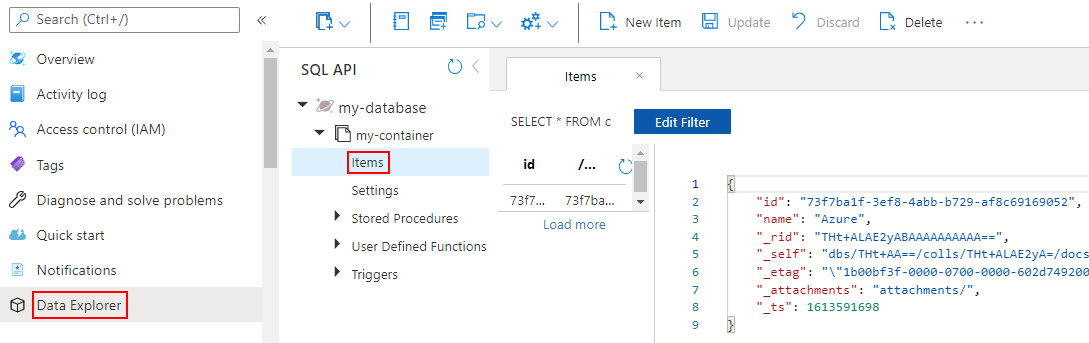 Search (Ctrl+/)
«
Overview
Activity log
Access control (IAM)
Tags
Diagnose and solve problems
Quick start
Notifications
Data Explorer
New Item
Update
Discard
Delete
...
SQL API
my-database
my-container
Items
Settings
Stored Procedures
User Defined Functions
Triggers
Items
SELECT * FROM c
Edit Filter
id /...
73f7... 73f7ba...
Load more
1 {
2 "id": "73f7ba1f-3ef8-4abb-b729-af8c69169052",
3 "name": "Azure",
4 "_rid": "THt+ALAE2yABAAAAAAAAAA==",
5 "_self": "dbs/THt+AA==/colls/THt+ALAE2yA=/docs
6 "_etag": "\"1b00bf3f-0000-0700-0000-602d749200
7 "_attachments": "attachments/",
8 "_ts": 1613591698
9 }